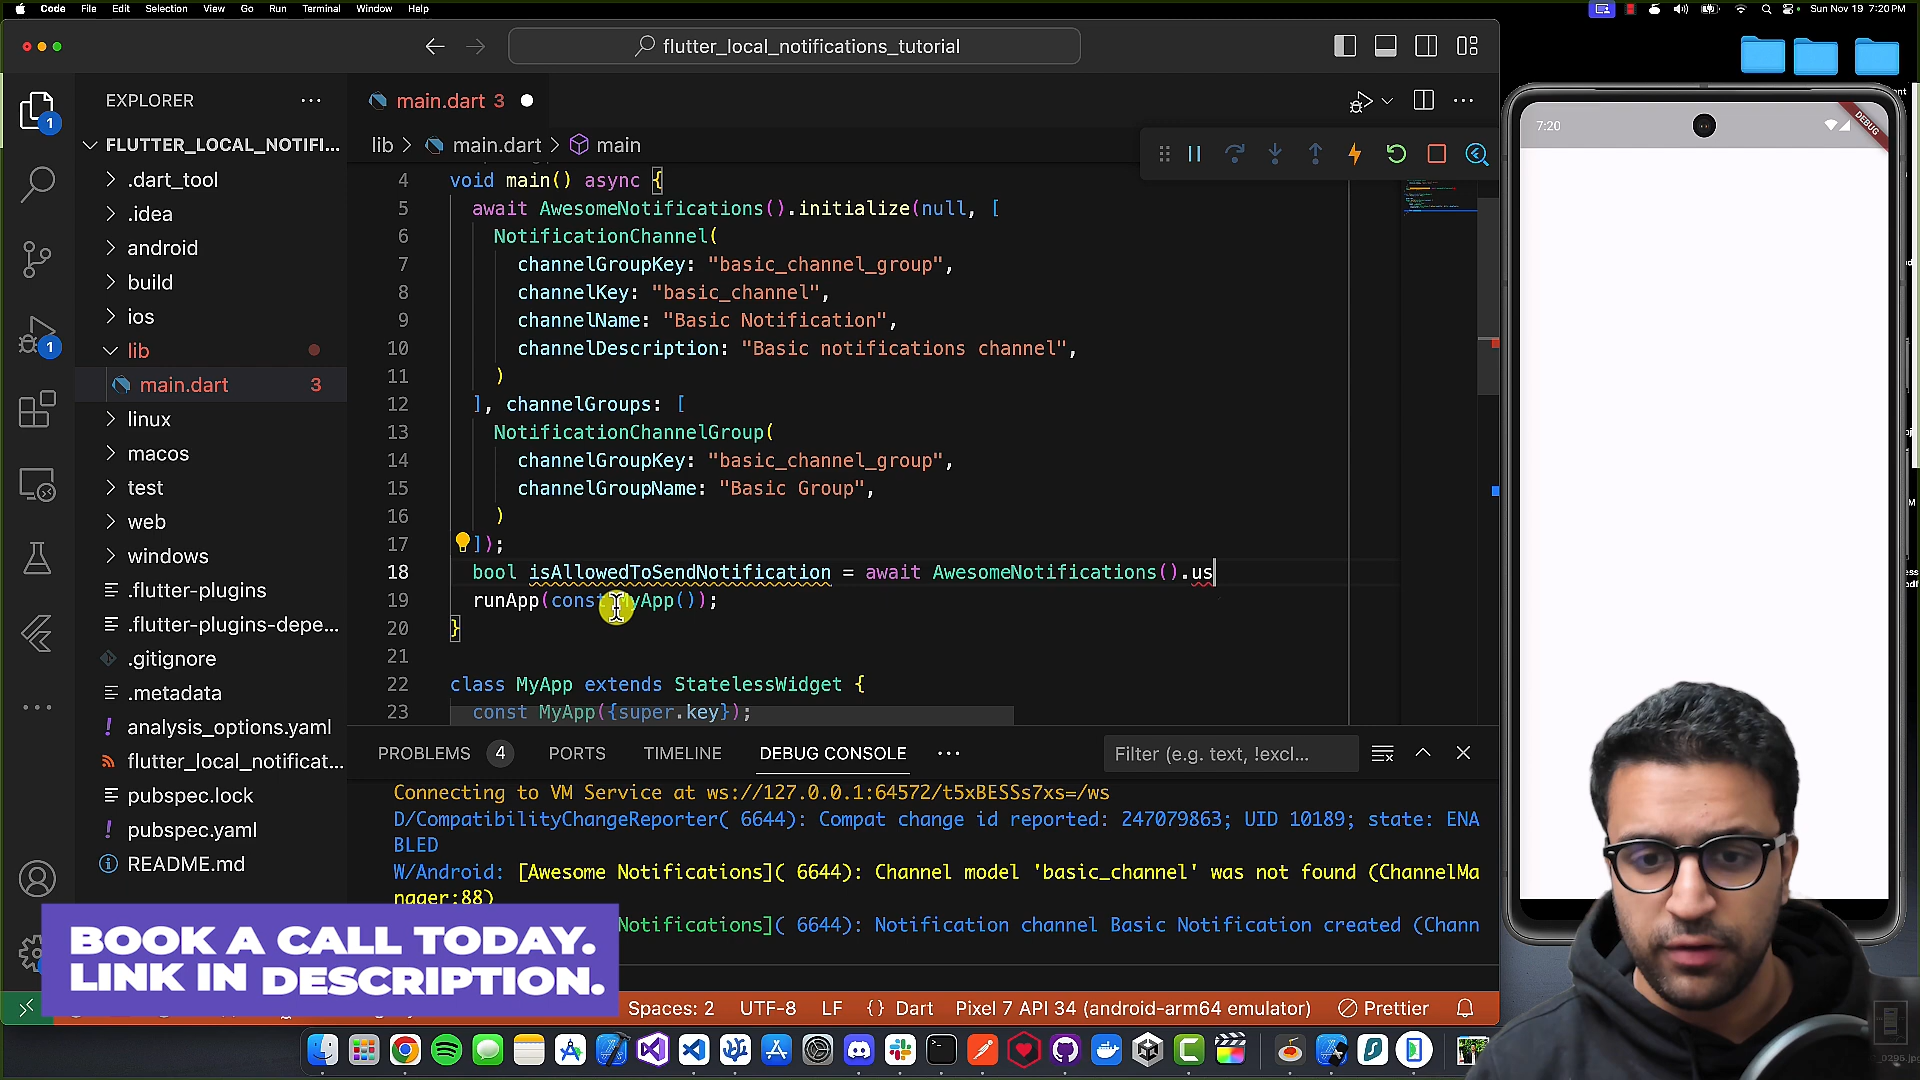 Code File Edit Selection View Go Run Terminal Window Help
Sun Nov 19 7:20 PM
flutter_local_notifications_tutorial
EXPLORER
FLUTTER_LOCAL_NOTIFI...
.dart_tool
.idea
android
build
ios
lib
main.dart 3
linux
macos
test
web
windows
.flutter-plugins
.flutter-plugins-depe...
.gitignore
.metadata
analysis_options.yaml
flutter_local_notificat...
pubspec.lock
pubspec.yaml
README.md
1
1
main.dart 3
lib > main.dart > main
4 void main() async {
5 await AwesomeNotifications().initialize(null, [
6 NotificationChannel(
7 channelGroupKey: "basic_channel_group",
8 channelKey: "basic_channel",
9 channelName: "Basic Notification",
10 channelDescription: "Basic notifications channel",
11 )
12 ], channelGroups: [
13 NotificationChannelGroup(
14 channelGroupKey: "basic_channel_group",
15 channelGroupName: "Basic Group",
16 )
17 ]);
18 bool isAllowedToSendNotification = await AwesomeNotifications().us
19 runApp(const MyApp());
20 }
21
22 class MyApp extends StatelessWidget {
23 const MyApp({super.key});
PROBLEMS 4 PORTS TIMELINE DEBUG CONSOLE
Filter (e.g. text, !excl...
Connecting to VM Service at ws://127.0.0.1:64572/t5xBESSs7xs=/ws
D/CompatibilityChangeReporter( 6644): Compat change id reported: 247079863; UID 10189; state: ENA
BLED
W/Android: [Awesome Notifications]( 6644): Channel model 'basic_channel' was not found (ChannelMa
nager:88)
Notifications]( 6644): Notification channel Basic Notification created (Chann
BOOK A CALL TODAY.
LINK IN DESCRIPTION.
Spaces: 2 UTF-8 LF {} Dart Pixel 7 API 34 (android-arm64 emulator) Prettier
7:20
DEBUG